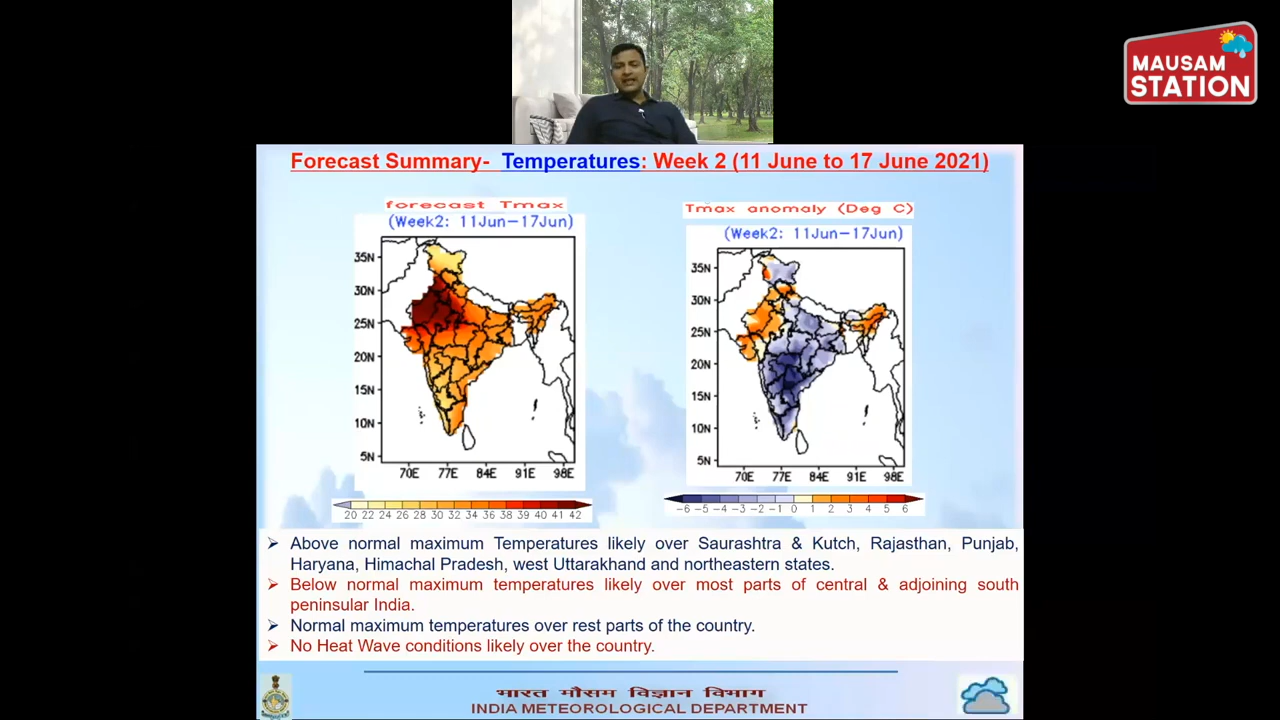 MAUSAM
STATION
Forecast Summary- Temperatures: Week 2 (11 June to 17 June 2021)
forecast Tmax
(Week2: 11Jun-17Jun)
35N
30N
25N
20N
15N
10N
5N
70E 77E 84E 91E 98E
20 22 24 26 28 30 32 34 36 38 39 40 41 42
Tmax anomaly (Deg C)
(Week2: 11Jun-17Jun)
35N
30N
25N
20N
15N
10N
5N
70E 77E 84E 91E 98E
-6 -5 -4 -3 -2 -1 0 1 2 3 4 5 6
➢ Above normal maximum Temperatures likely over Saurashtra & Kutch, Rajasthan, Punjab,
Haryana, Himachal Pradesh, west Uttarakhand and northeastern states.
➢ Below normal maximum temperatures likely over most parts of central & adjoining south
peninsular India.
➢ Normal maximum temperatures over rest parts of the country.
➢ No Heat Wave conditions likely over the country.
भारत मौसम विज्ञान विभाग
INDIA METEOROLOGICAL DEPARTMENT